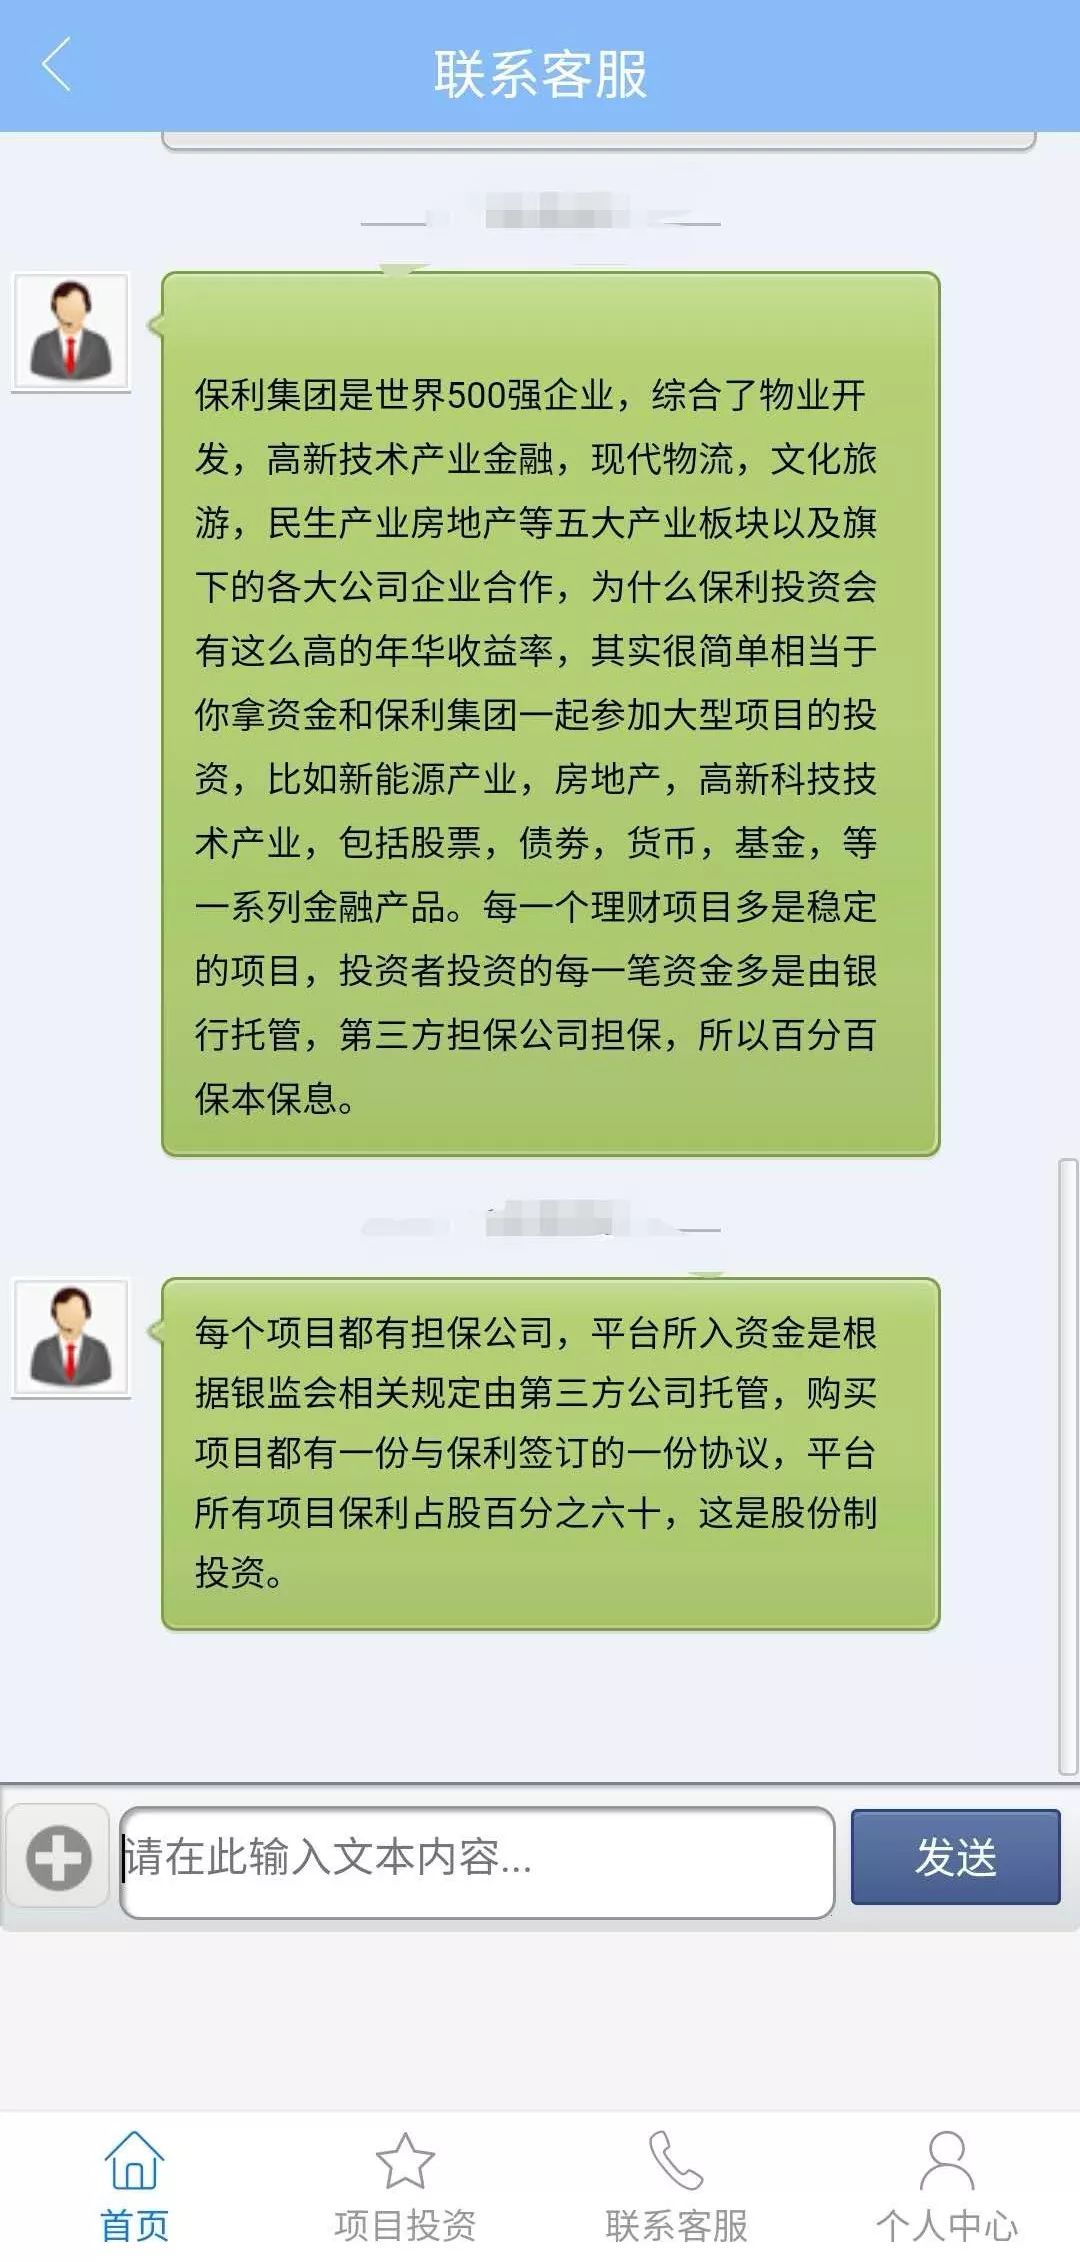 联系客服
保利集团是世界500强企业，综合了物业开
发，高新技术产业金融，现代物流，文化旅
游，民生产业房地产等五大产业板块以及旗
下的各大公司企业合作，为什么保利投资会
有这么高的年华收益率，其实很简单相当于
你拿资金和保利集团一起参加大型项目的投
资，比如新能源产业，房地产，高新科技技
术产业，包括股票，债券，货币，基金，等
一系列金融产品。每一个理财项目多是稳定
的项目，投资者投资的每一笔资金多是由银
行托管，第三方担保公司担保，所以百分百
保本保息。
每个项目都有担保公司，平台所入资金是根
据银监会相关规定由第三方公司托管，购买
项目都有一份与保利签订的一份协议，平台
所有项目保利占股百分之六十，这是股份制
投资。
请在此输入文本内容...
发送
首页
项目投资
联系客服
个人中心